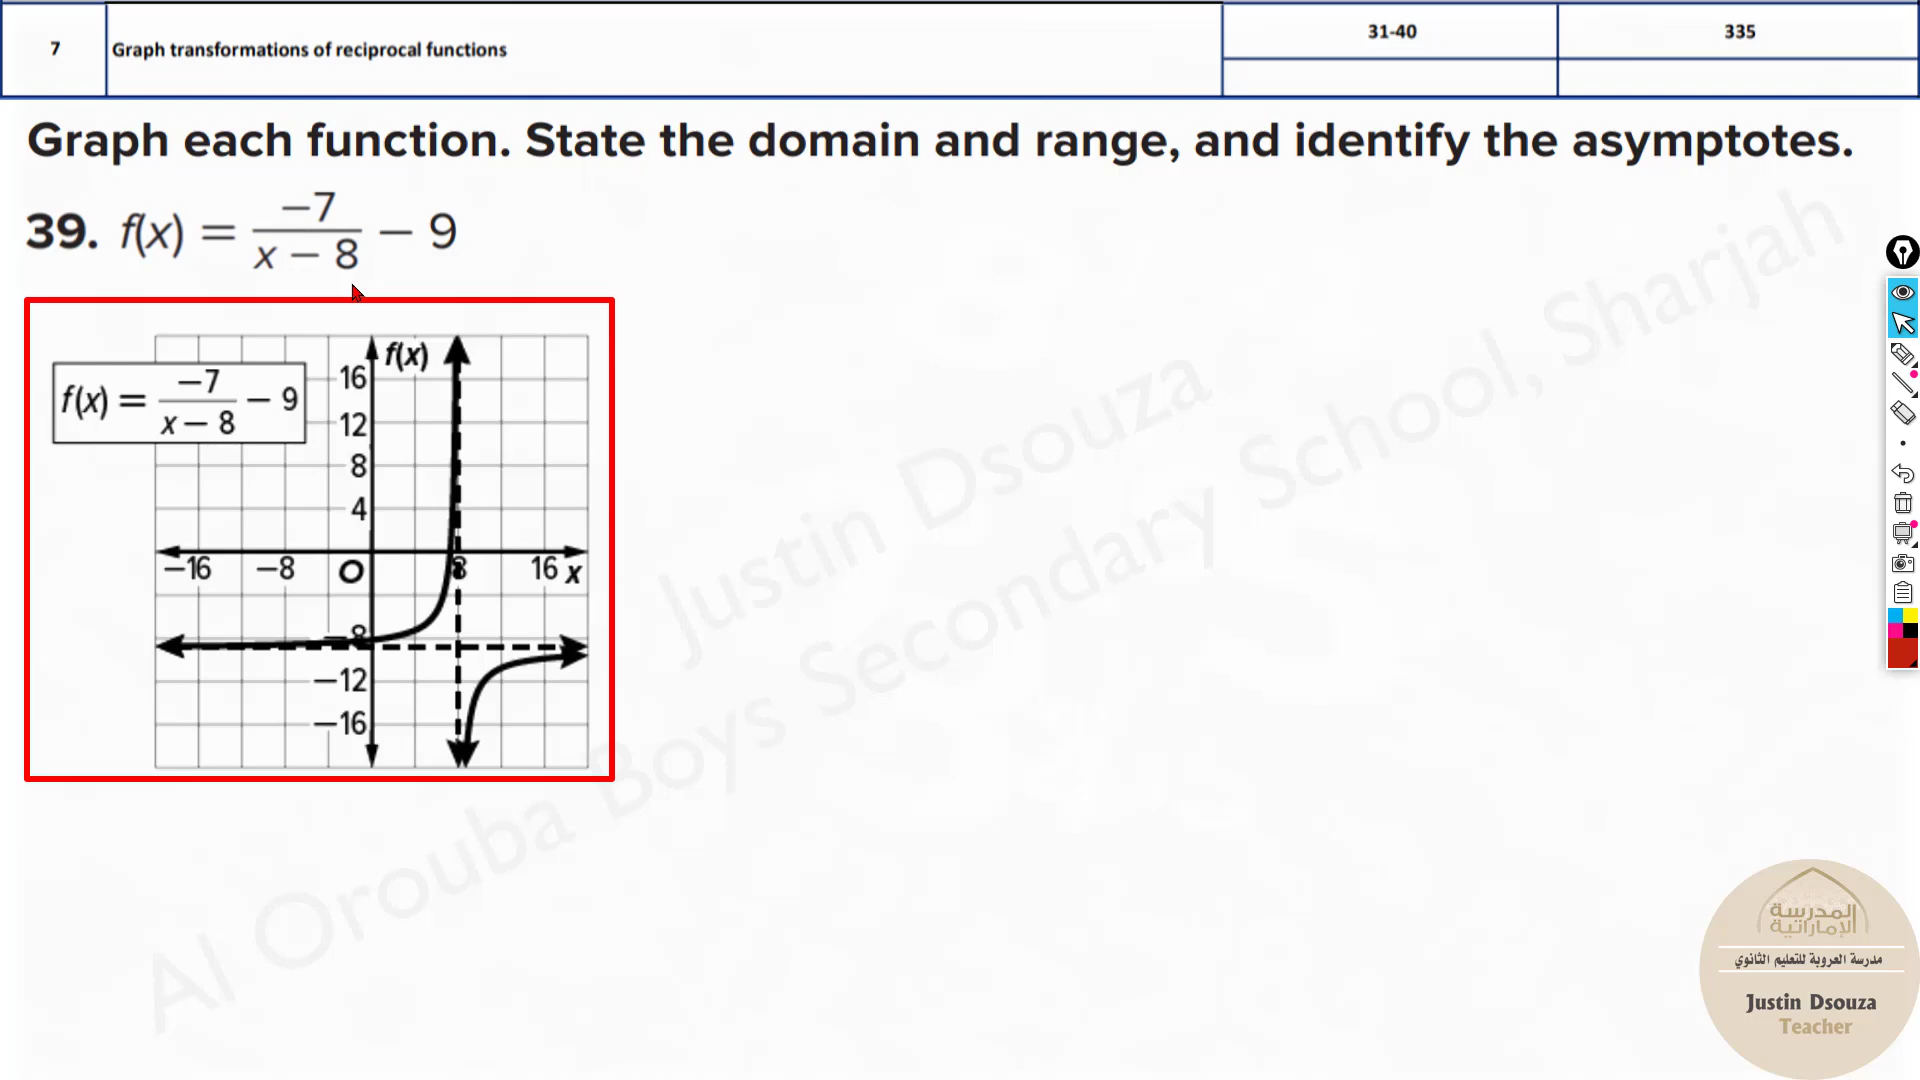 7 Graph transformations of reciprocal functions 31-40 335
Graph each function. State the domain and range, and identify the asymptotes.
39. f(x) = −7/(x − 8) − 9
f(x) = −7/(x − 8) − 9
f(x)
16
12
8
4
−16 −8 O 8 16 x
−8
−12
−16
Justin Dsouza
Al Orouba Boys Secondary School, Sharjah
المدرسة
الإماراتية
مدرسة العروبة للتعليم الثانوي
Justin Dsouza
Teacher